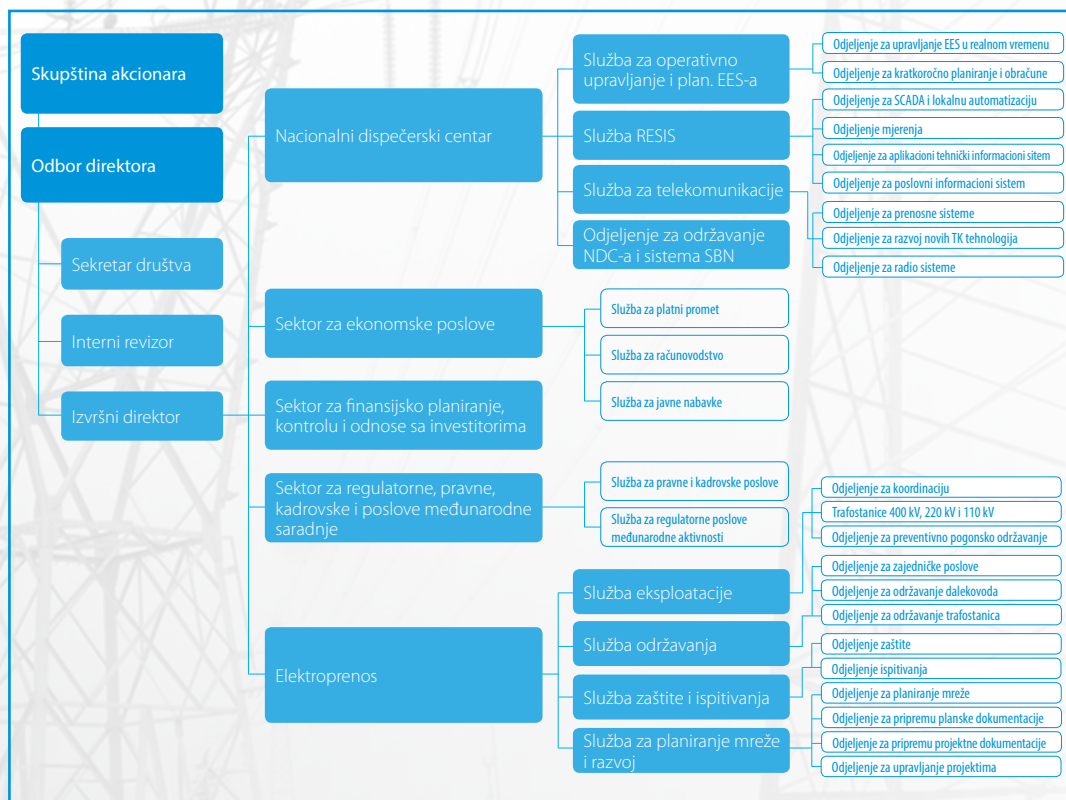 Skupština akcionara
Odbor direktora
Sekretar društva
Interni revizor
Izvršni direktor
Nacionalni dispečerski centar
Sektor za ekonomske poslove
Sektor za finansijsko planiranje,
kontrolu i odnose sa investitorima
Sektor za regulatorne, pravne,
kadrovske i poslove međunarodne
saradnje
Elektroprenos
Služba za operativno
upravljanje i plan. EES-a
Služba RESIS
Služba za telekomunikacije
Odjeljenje za održavanje
NDC-a i sistema SBN
Služba za platni promet
Služba za računovodstvo
Služba za javne nabavke
Služba za pravne i kadrovske poslove
Služba za regulatorne poslove
međunarodne aktivnosti
Služba eksploatacije
Služba održavanja
Služba zaštite i ispitivanja
Služba za planiranje mreže
i razvoj
Odjeljenje za upravljanje EES u realnom vremenu
Odjeljenje za kratkoročno planiranje i obračune
Odjeljenje za SCADA i lokalnu automatizaciju
Odjeljenje mjerenja
Odjeljenje za aplikacioni tehnički informacioni sitem
Odjeljenje za poslovni informacioni sistem
Odjeljenje za prenosne sisteme
Odjeljenje za razvoj novih TK tehnologija
Odjeljenje za radio sisteme
Odjeljenje za koordinaciju
Trafostanice 400 kV, 220 kV i 110 kV
Odjeljenje za preventivno pogonsko održavanje
Odjeljenje za zajedničke poslove
Odjeljenje za održavanje dalekovoda
Odjeljenje za održavanje trafostanica
Odjeljenje zaštite
Odjeljenje ispitivanja
Odjeljenje za planiranje mreže
Odjeljenje za pripremu planske dokumentacije
Odjeljenje za pripremu projektne dokumentacije
Odjeljenje za upravljanje projektima